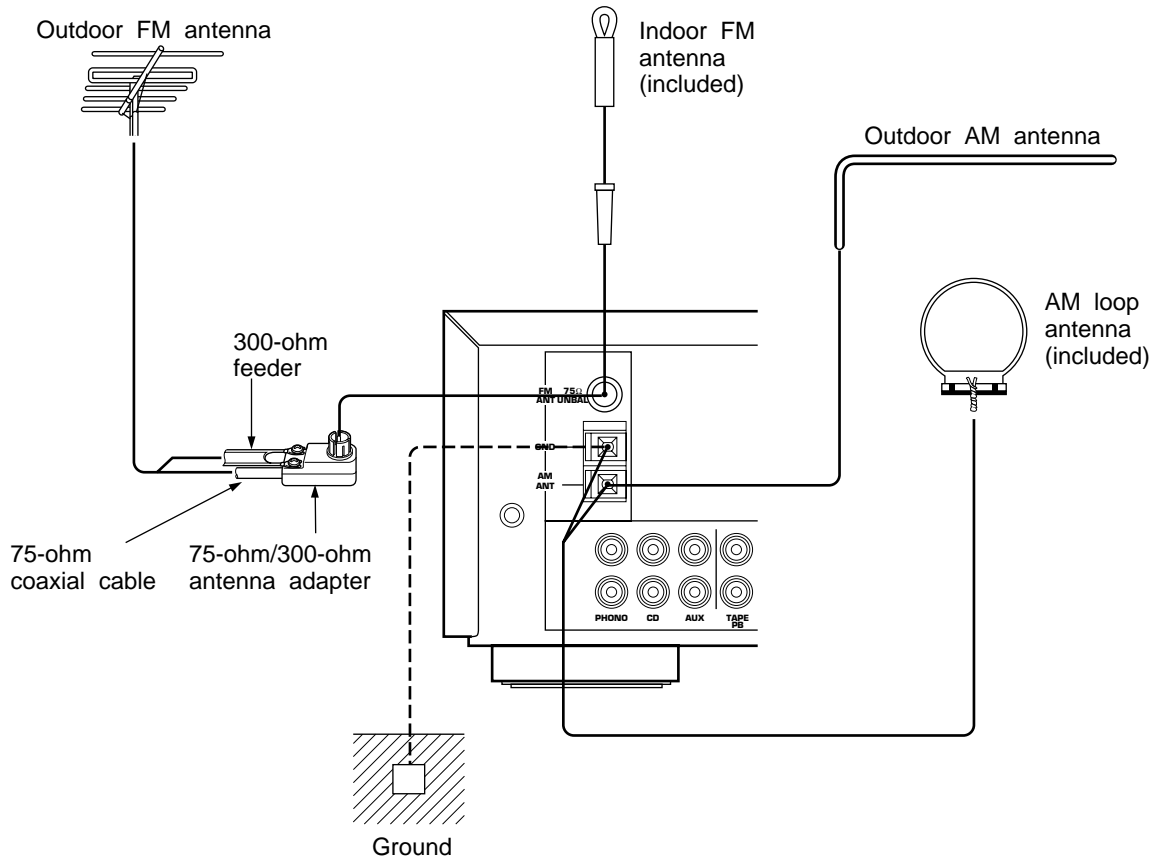 Outdoor FM antenna
Indoor FM
antenna
(included)
Outdoor AM antenna
AM loop
antenna
(included)
300-ohm
feeder
FM 75Ω
ANT UNBAL
GND
AM
ANT
75-ohm
coaxial cable
75-ohm/300-ohm
antenna adapter
PHONO
CD
AUX
TAPE
PB
Ground